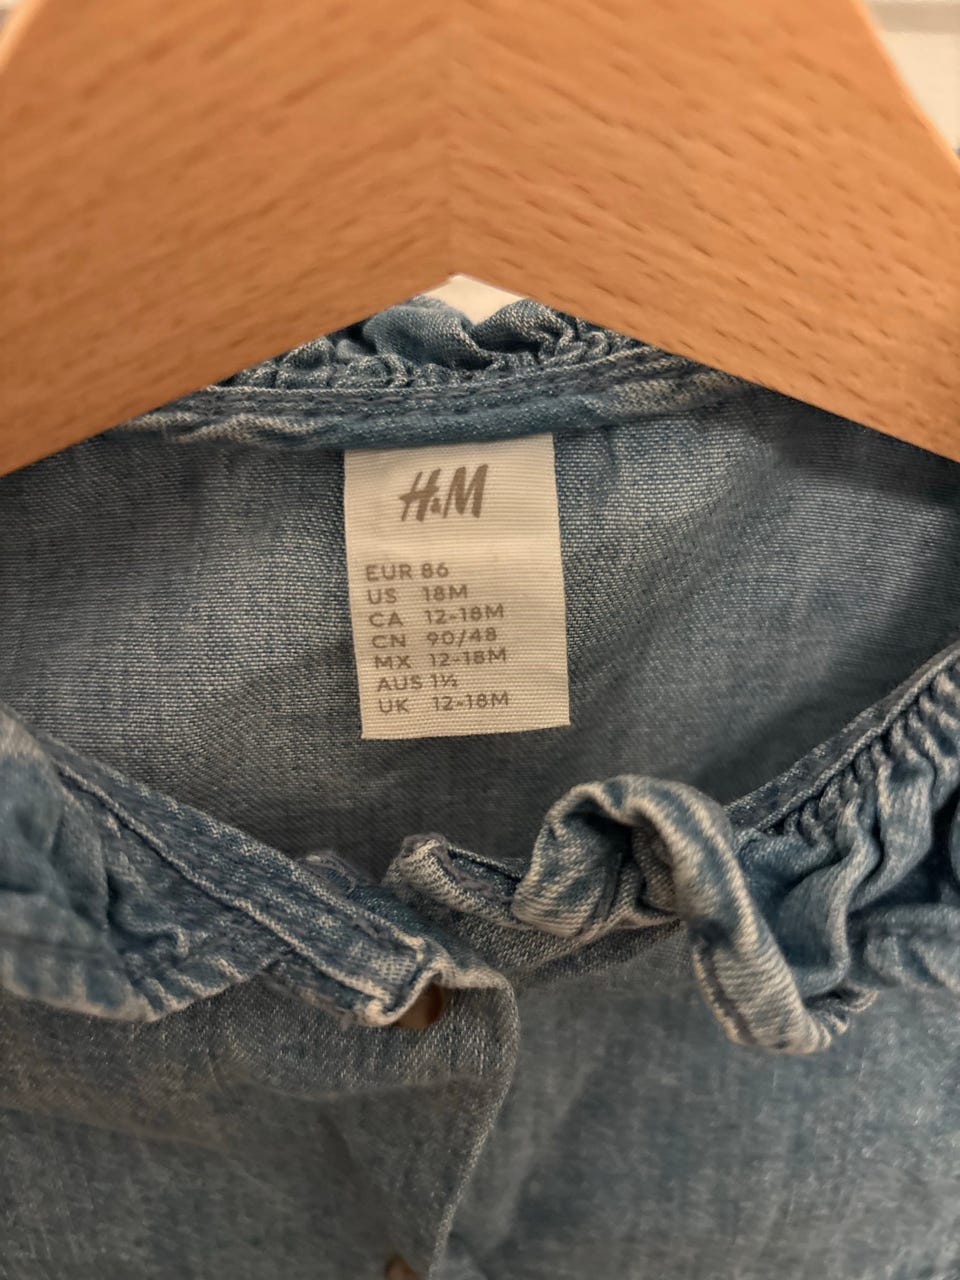 H&M
EUR 86
US 18M
CA 12-18M
CN 90/48
MX 12-18M
AUS 1½
UK 12-18M